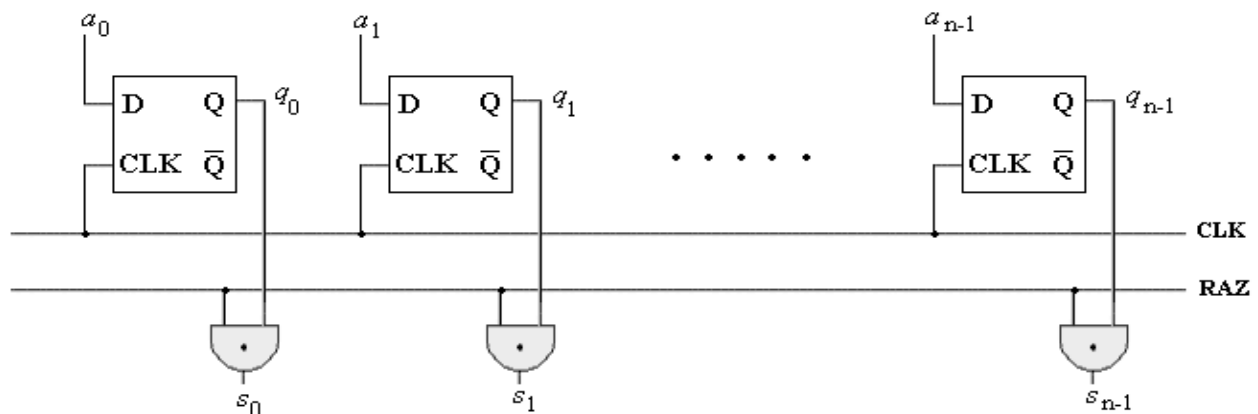 a0 a1 an-1
D Q q0 D Q q1 D Q qn-1
CLK Q̅ CLK Q̅ CLK Q̅
CLK
RAZ
s0 s1 sn-1